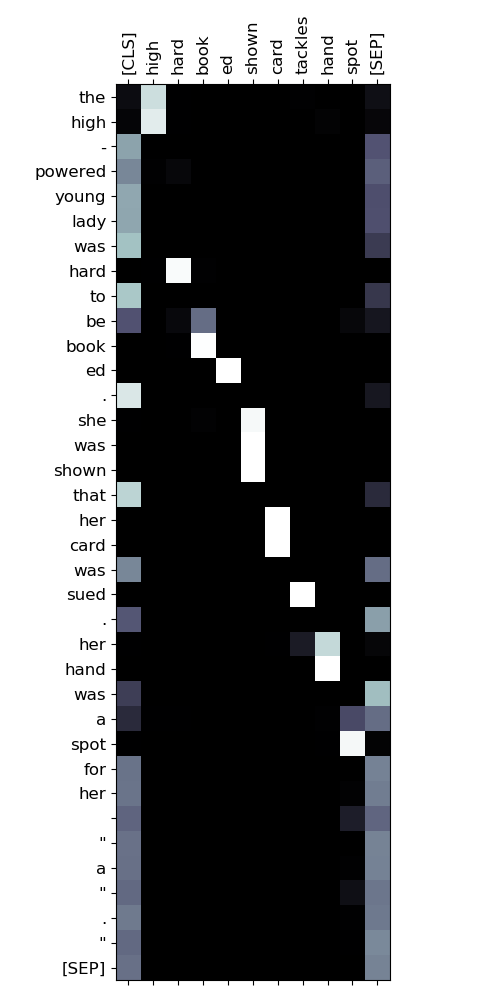 [CLS]
high
hard
book
ed
shown
card
tackles
hand
spot
[SEP]
the
high
-
powered
young
lady
was
hard
to
be
book
ed
.
she
was
shown
that
her
card
was
sued
.
her
hand
was
a
spot
for
her
-
"
a
"
.
"
[SEP]